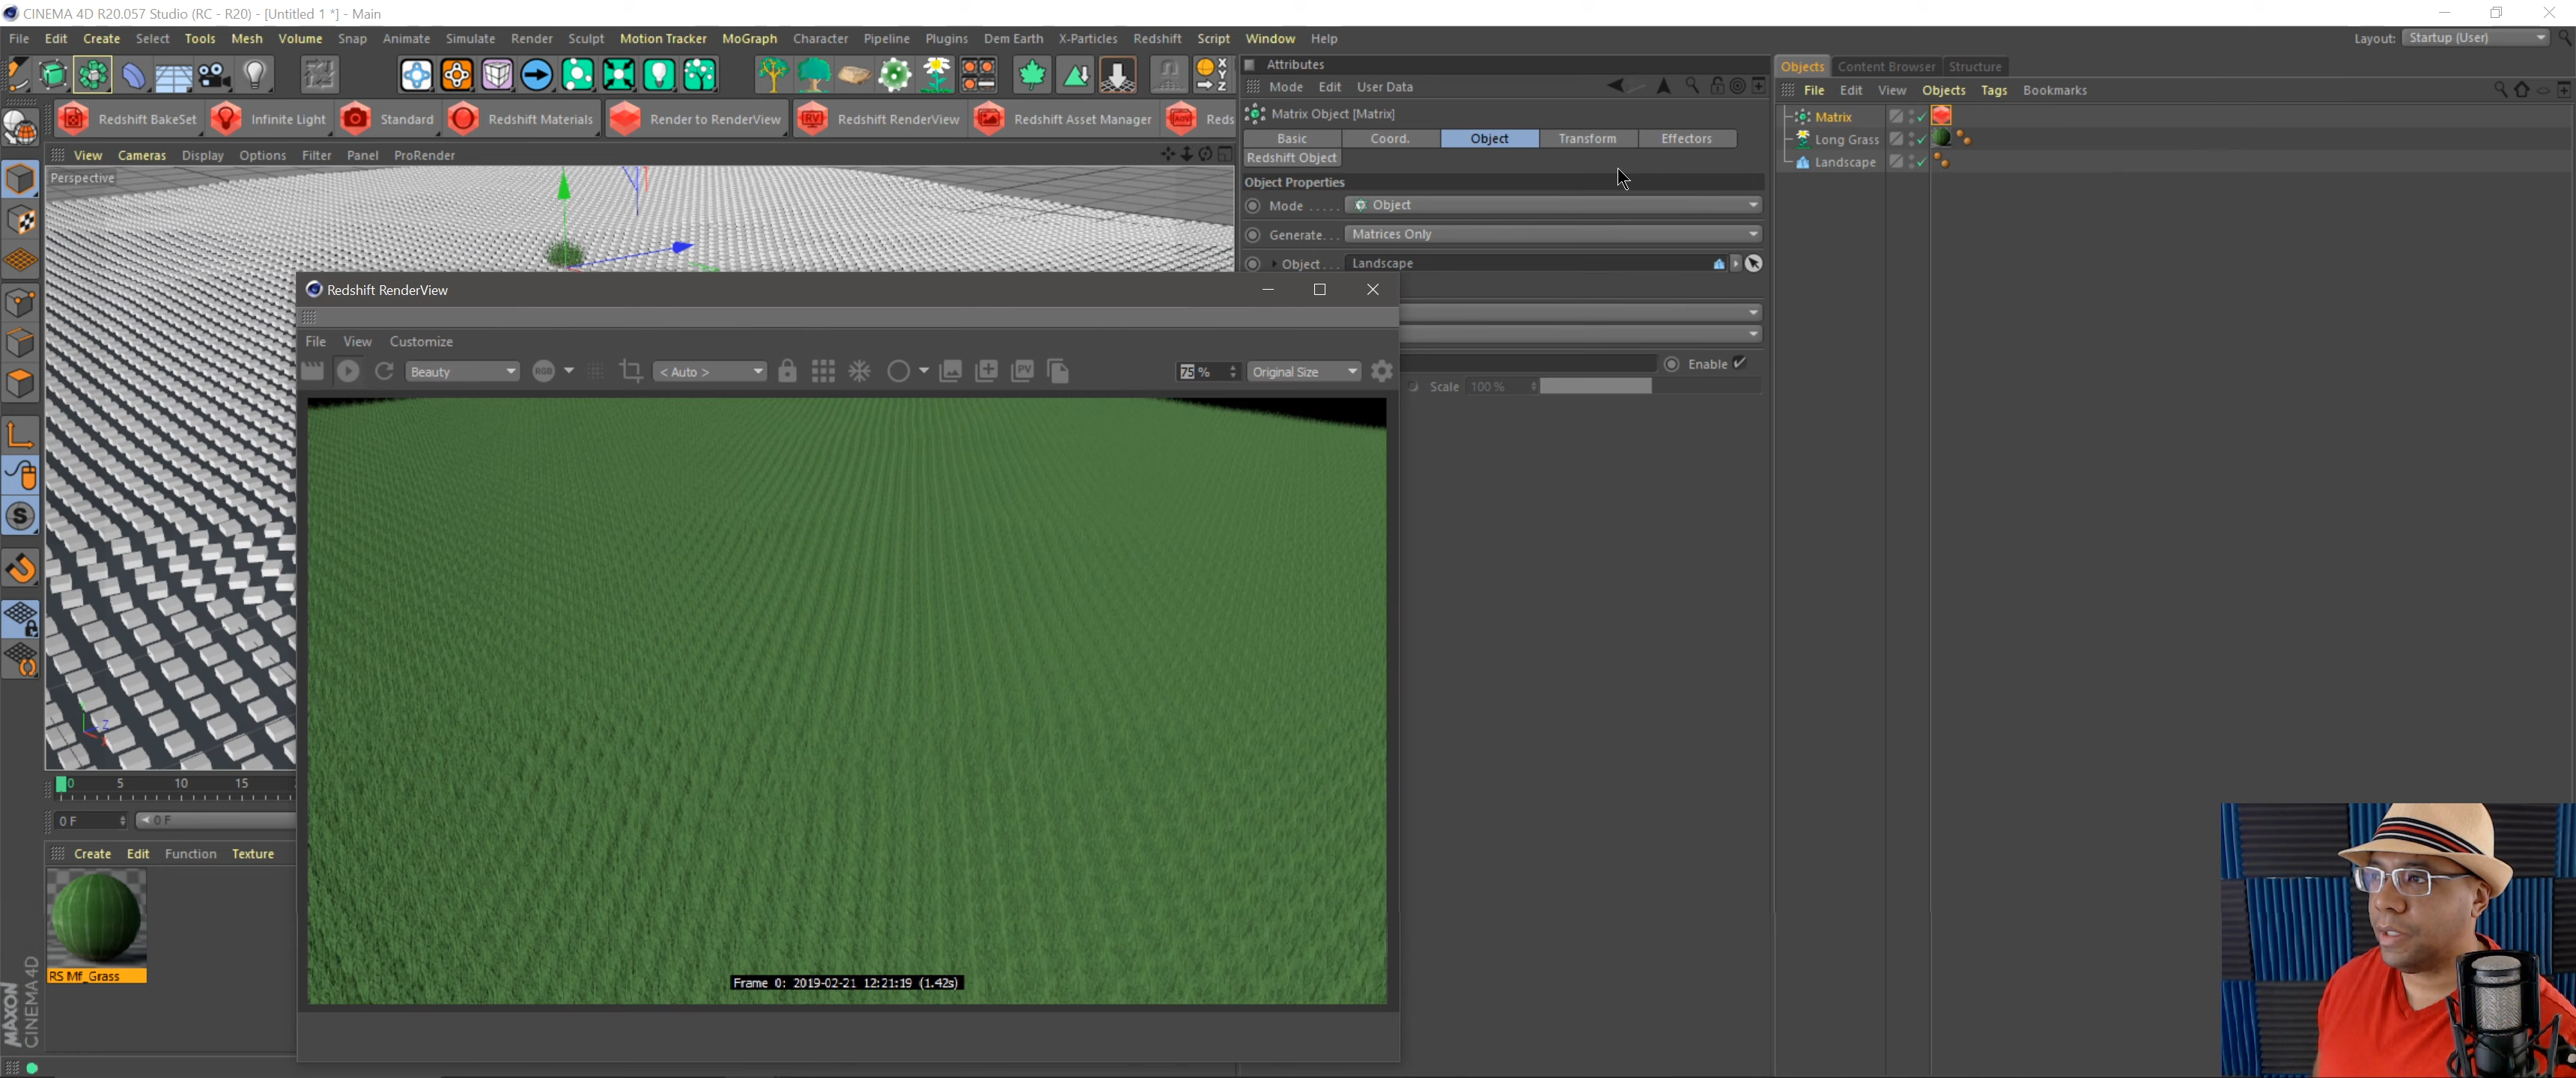 CINEMA 4D R20.057 Studio (RC - R20) - [Untitled 1 *] - Main
File Edit Create Select Tools Mesh Volume Snap Animate Simulate Render Sculpt Motion Tracker MoGraph Character Pipeline Plugins Dem Earth X-Particles Redshift Script Window Help
Layout: Startup (User)
X
Y
Z
Redshift BakeSet Infinite Light Standard Redshift Materials Render to RenderView RV Redshift RenderView Redshift Asset Manager AOV Reds
View Cameras Display Options Filter Panel ProRender
Perspective
Attributes
Mode Edit User Data
Matrix Object [Matrix]
Basic Coord. Object Transform Effectors
Redshift Object
Object Properties
Mode ..... Object
Generate. . . Matrices Only
Object . . . Landscape
Enable
Scale 100 %
Objects Content Browser Structure
File Edit View Objects Tags Bookmarks
Matrix
Long Grass
Landscape
Redshift RenderView
File View Customize
Beauty RGB < Auto > PV 75 % Original Size
Frame 0: 2019-02-21 12:21:19 (1.42s)
S
Z
0 5 10 15
0 F 0 F
Create Edit Function Texture
RS Mf_Grass
MAXON
CINEMA 4D